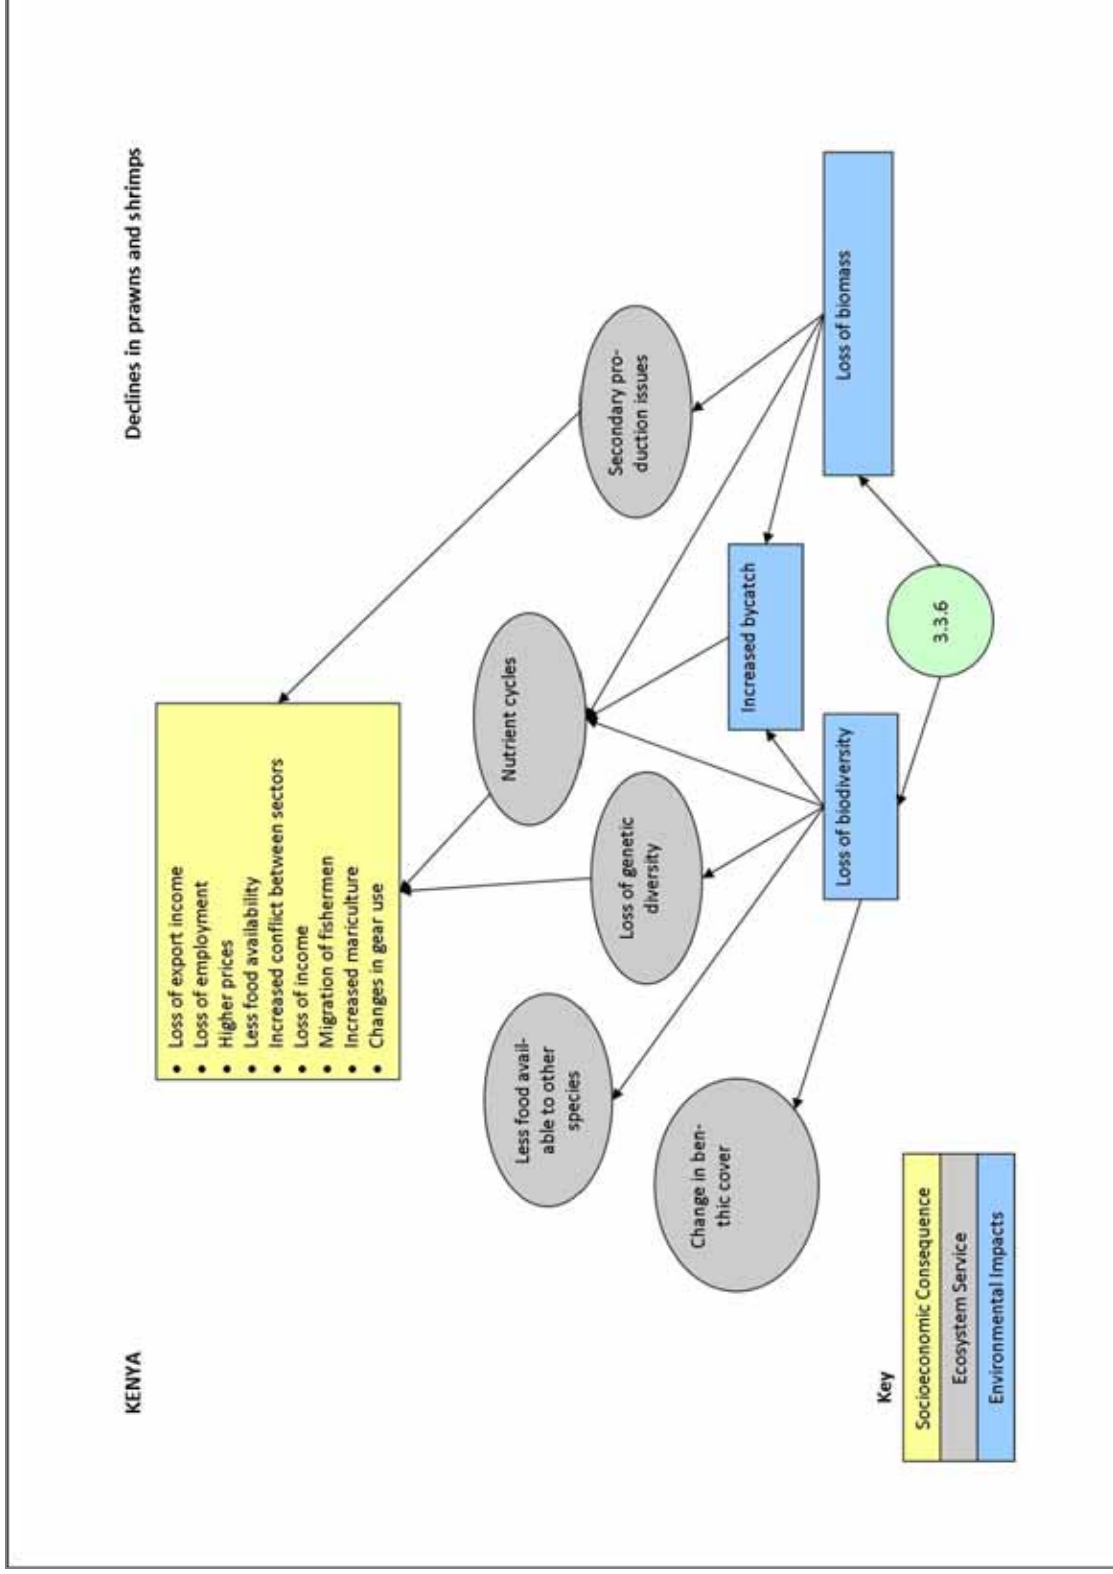 KENYA
Declines in prawns and shrimps
• Loss of export income
• Loss of employment
• Higher prices
• Less food availability
• Increased conflict between sectors
• Loss of income
• Migration of fishermen
• Increased mariculture
• Changes in gear use
Less food avail-
able to other
species
Nutrient cycles
Secondary pro-
duction issues
Loss of genetic
diversity
Change in ben-
thic cover
Increased bycatch
Loss of biodiversity
Loss of biomass
3.3.6
Key
Socioeconomic Consequence
Ecosystem Service
Environmental Impacts